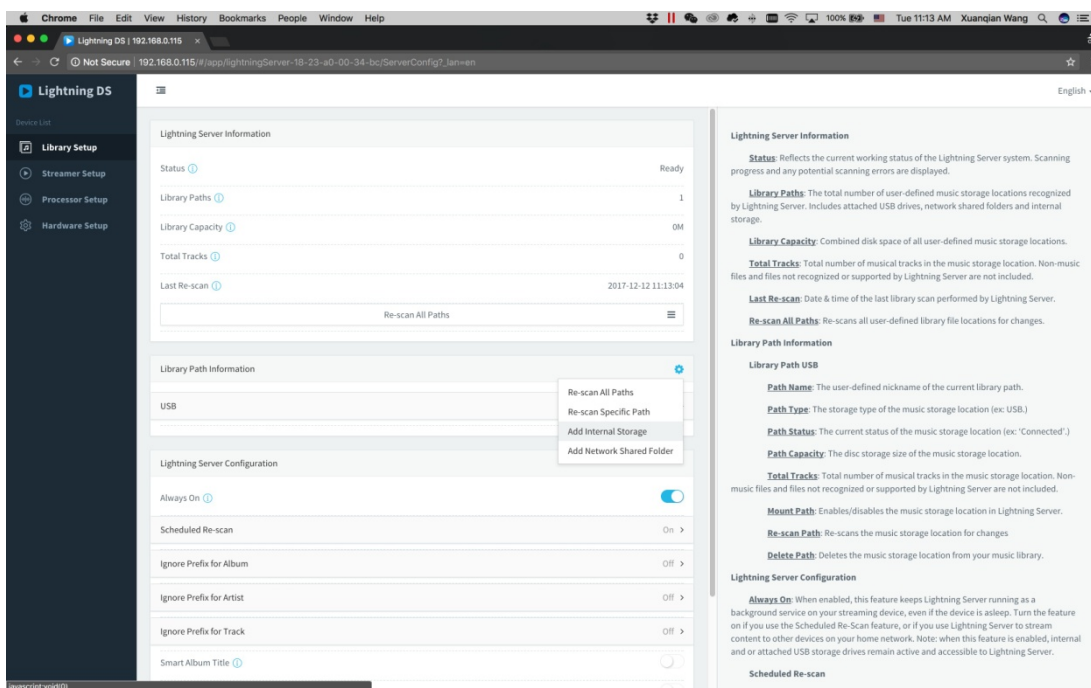 Chrome File Edit View History Bookmarks People Window Help 100% Tue 11:13 AM Xuanqian Wang
Lightning DS | 192.168.0.115 ×
Not Secure 192.168.0.115/#/app/lightningServer-18-23-a0-00-34-bc/ServerConfig?_lan=en
Lightning DS
English
Device List
Library Setup
Streamer Setup
Processor Setup
Hardware Setup
Lightning Server Information
Status Ready
Library Paths 1
Library Capacity 0M
Total Tracks 0
Last Re-scan 2017-12-12 11:13:04
Re-scan All Paths
Library Path Information
USB
Re-scan All Paths
Re-scan Specific Path
Add Internal Storage
Add Network Shared Folder
Lightning Server Configuration
Always On
Scheduled Re-scan On >
Ignore Prefix for Album Off >
Ignore Prefix for Artist Off >
Ignore Prefix for Track Off >
Smart Album Title
javascript:void(0)
Lightning Server Information
Status: Reflects the current working status of the Lightning Server system. Scanning
progress and any potential scanning errors are displayed.
Library Paths: The total number of user-defined music storage locations recognized
by Lightning Server. Includes attached USB drives, network shared folders and internal
storage.
Library Capacity: Combined disk space of all user-defined music storage locations.
Total Tracks: Total number of musical tracks in the music storage location. Non-music
files and files not recognized or supported by Lightning Server are not included.
Last Re-scan: Date & time of the last library scan performed by Lightning Server.
Re-scan All Paths: Re-scans all user-defined library file locations for changes.
Library Path Information
Library Path USB
Path Name: The user-defined nickname of the current library path.
Path Type: The storage type of the music storage location (ex: USB.)
Path Status: The current status of the music storage location (ex: 'Connected'.)
Path Capacity: The disc storage size of the music storage location.
Total Tracks: Total number of musical tracks in the music storage location. Non-
music files and files not recognized or supported by Lightning Server are not included.
Mount Path: Enables/disables the music storage location in Lightning Server.
Re-scan Path: Re-scans the music storage location for changes
Delete Path: Deletes the music storage location from your music library.
Lightning Server Configuration
Always On: When enabled, this feature keeps Lightning Server running as a
background service on your streaming device, even if the device is asleep. Turn the feature
on if you use the Scheduled Re-Scan feature, or if you use Lightning Server to stream
content to other devices on your home network. Note: when this feature is enabled, internal
and or attached USB storage drives remain active and accessible to Lightning Server.
Scheduled Re-scan